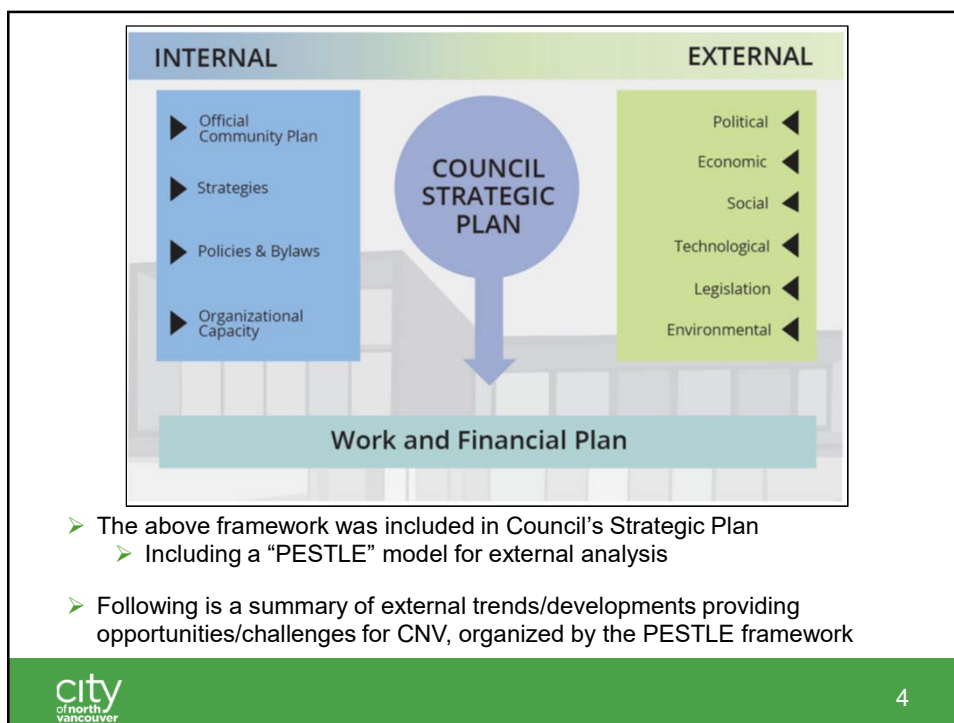 INTERNAL
EXTERNAL
Official
Community Plan
Strategies
Policies & Bylaws
Organizational
Capacity
COUNCIL
STRATEGIC
PLAN
Political
Economic
Social
Technological
Legislation
Environmental
Work and Financial Plan
The above framework was included in Council’s Strategic Plan
Including a “PESTLE” model for external analysis
Following is a summary of external trends/developments providing
opportunities/challenges for CNV, organized by the PESTLE framework
city
of north
vancouver
4